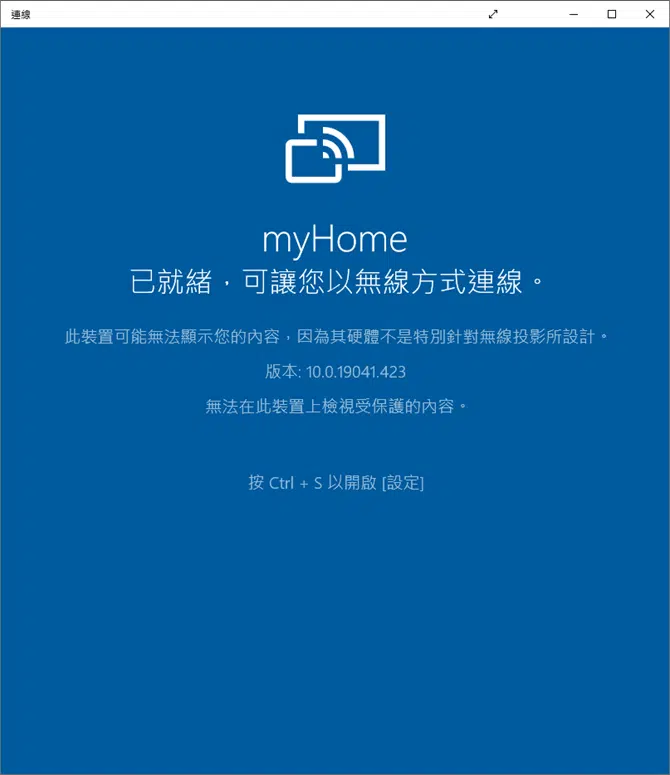 連線
myHome
已就緒，可讓您以無線方式連線。
此裝置可能無法顯示您的內容，因為其硬體不是特別針對無線投影所設計。
版本: 10.0.19041.423
無法在此裝置上檢視受保護的內容。
按 Ctrl + S 以開啟 [設定]